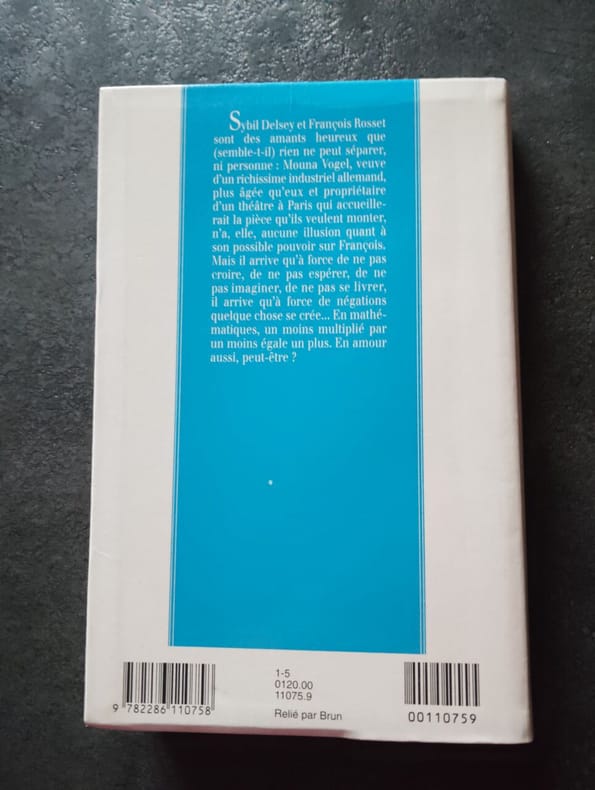 Sybil Delsey et François Rosset
sont des amants heureux que
(semble-t-il) rien ne peut séparer,
ni personne : Mouna Vogel, veuve
d'un richissime industriel allemand,
plus âgée qu'eux et propriétaire
d'un théâtre à Paris qui accueille-
rait la pièce qu'ils veulent monter,
n'a, elle, aucune illusion quant à
son possible pouvoir sur François.
Mais il arrive qu'à force de ne pas
croire, de ne pas espérer, de ne
pas imaginer, de ne pas se livrer,
il arrive qu'à force de négations
quelque chose se crée... En mathé-
matiques, un moins multiplié par
un moins égale un plus. En amour
aussi, peut-être ?
9 782286 110758
1-5
0120.00
11075.9
Relié par Brun
00110759